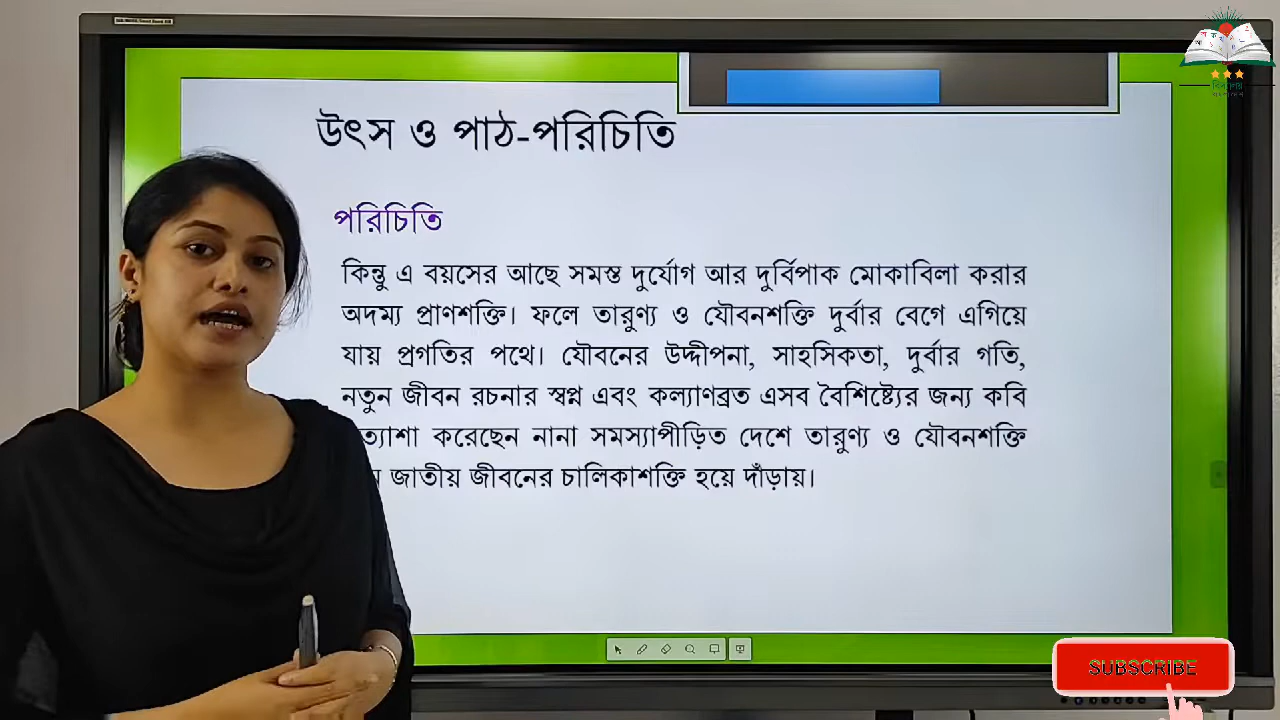 উৎস ও পাঠ-পরিচিতি
পরিচিতি
কিন্তু এ বয়সের আছে সমস্ত দুর্যোগ আর দুর্বিপাক মোকাবিলা করার
অদম্য প্রাণশক্তি। ফলে তারুণ্য ও যৌবনশক্তি দুর্বার বেগে এগিয়ে
যায় প্রগতির পথে। যৌবনের উদ্দীপনা, সাহসিকতা, দুর্বার গতি,
নতুন জীবন রচনার স্বপ্ন এবং কল্যাণব্রত এসব বৈশিষ্ট্যের জন্য কবি
করেছেন নানা সমস্যাপীড়িত দেশে তারুণ্য ও যৌবনশক্তি
জাতীয় জীবনের চালিকাশক্তি হয়ে দাঁড়ায়।
SUBSCRIBE